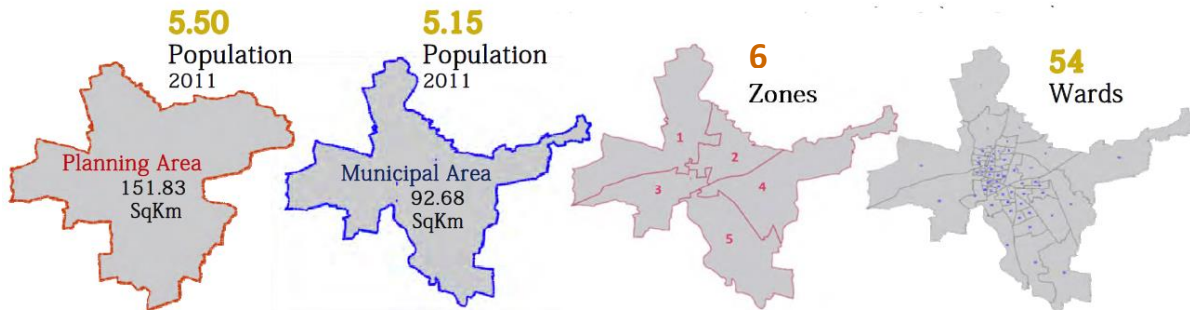 5.50
Population
2011
Planning Area
151.83
SqKm
5.15
Population
2011
Municipal Area
92.68
SqKm
6
Zones
1
2
3
4
5
54
Wards